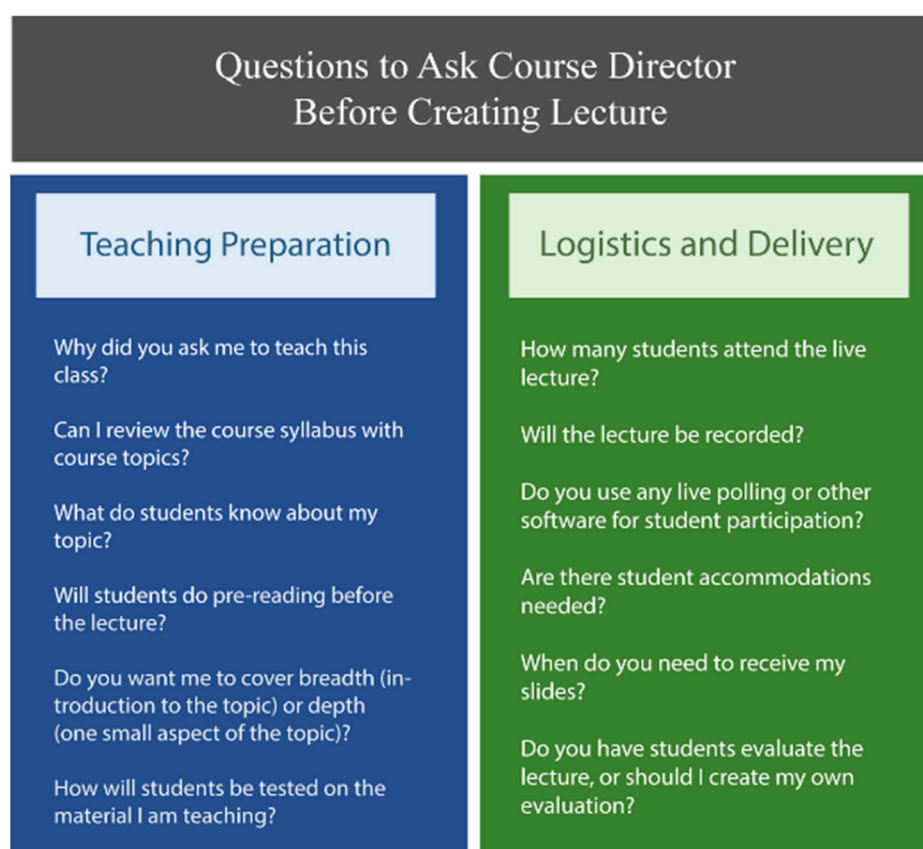 Questions to Ask Course Director
Before Creating Lecture
Teaching Preparation
Why did you ask me to teach this
class?
Can I review the course syllabus with
course topics?
What do students know about my
topic?
Will students do pre-reading before
the lecture?
Do you want me to cover breadth (in-
troduction to the topic) or depth
(one small aspect of the topic)?
How will students be tested on the
material I am teaching?
Logistics and Delivery
How many students attend the live
lecture?
Will the lecture be recorded?
Do you use any live polling or other
software for student participation?
Are there student accommodations
needed?
When do you need to receive my
slides?
Do you have students evaluate the
lecture, or should I create my own
evaluation?